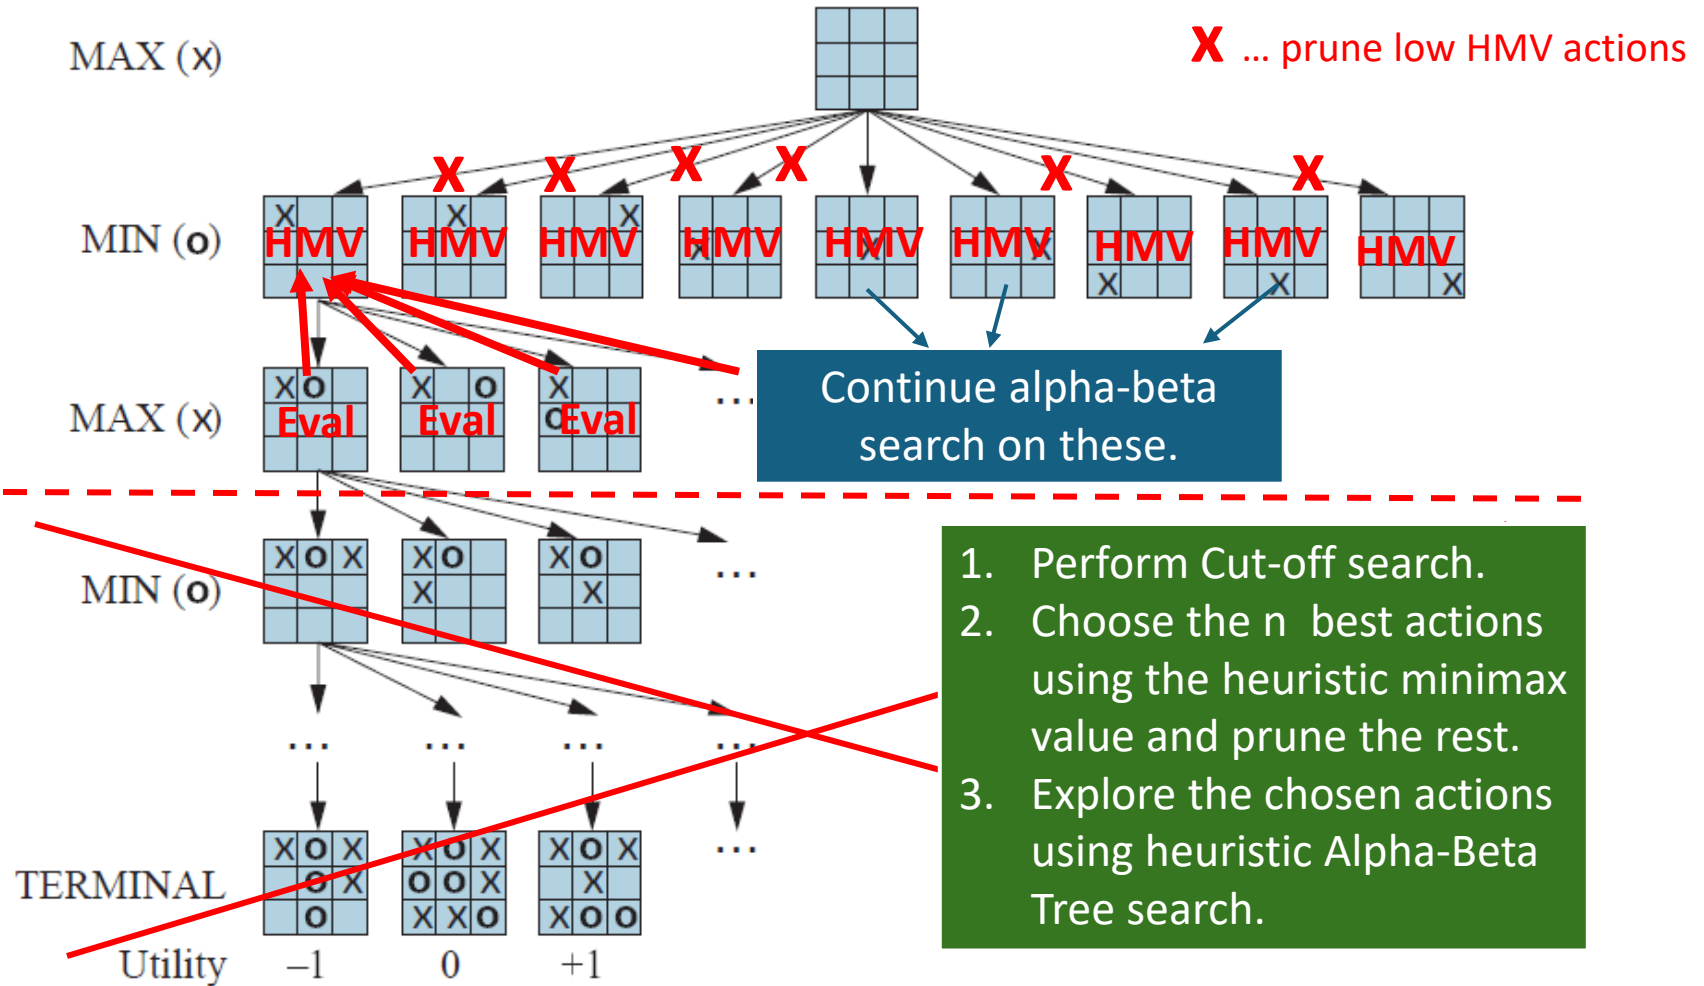 MAX (x)
X ... prune low HMV actions
X X X X X X
MIN (o)
X X X X X X X X X
HMV HMV HMV HMV HMV HMV HMV HMV HMV
Continue alpha-beta
search on these.
MAX (x)
X O X O X
O
Eval Eval Eval
...
MIN (o)
X O X X O X O
X X
...
1. Perform Cut-off search.
2. Choose the n best actions
using the heuristic minimax
value and prune the rest.
3. Explore the chosen actions
using heuristic Alpha-Beta
Tree search.
... ... ... ...
TERMINAL
X O X X O X X O X
O X O O X X
O X X O X O O
...
Utility –1 0 +1